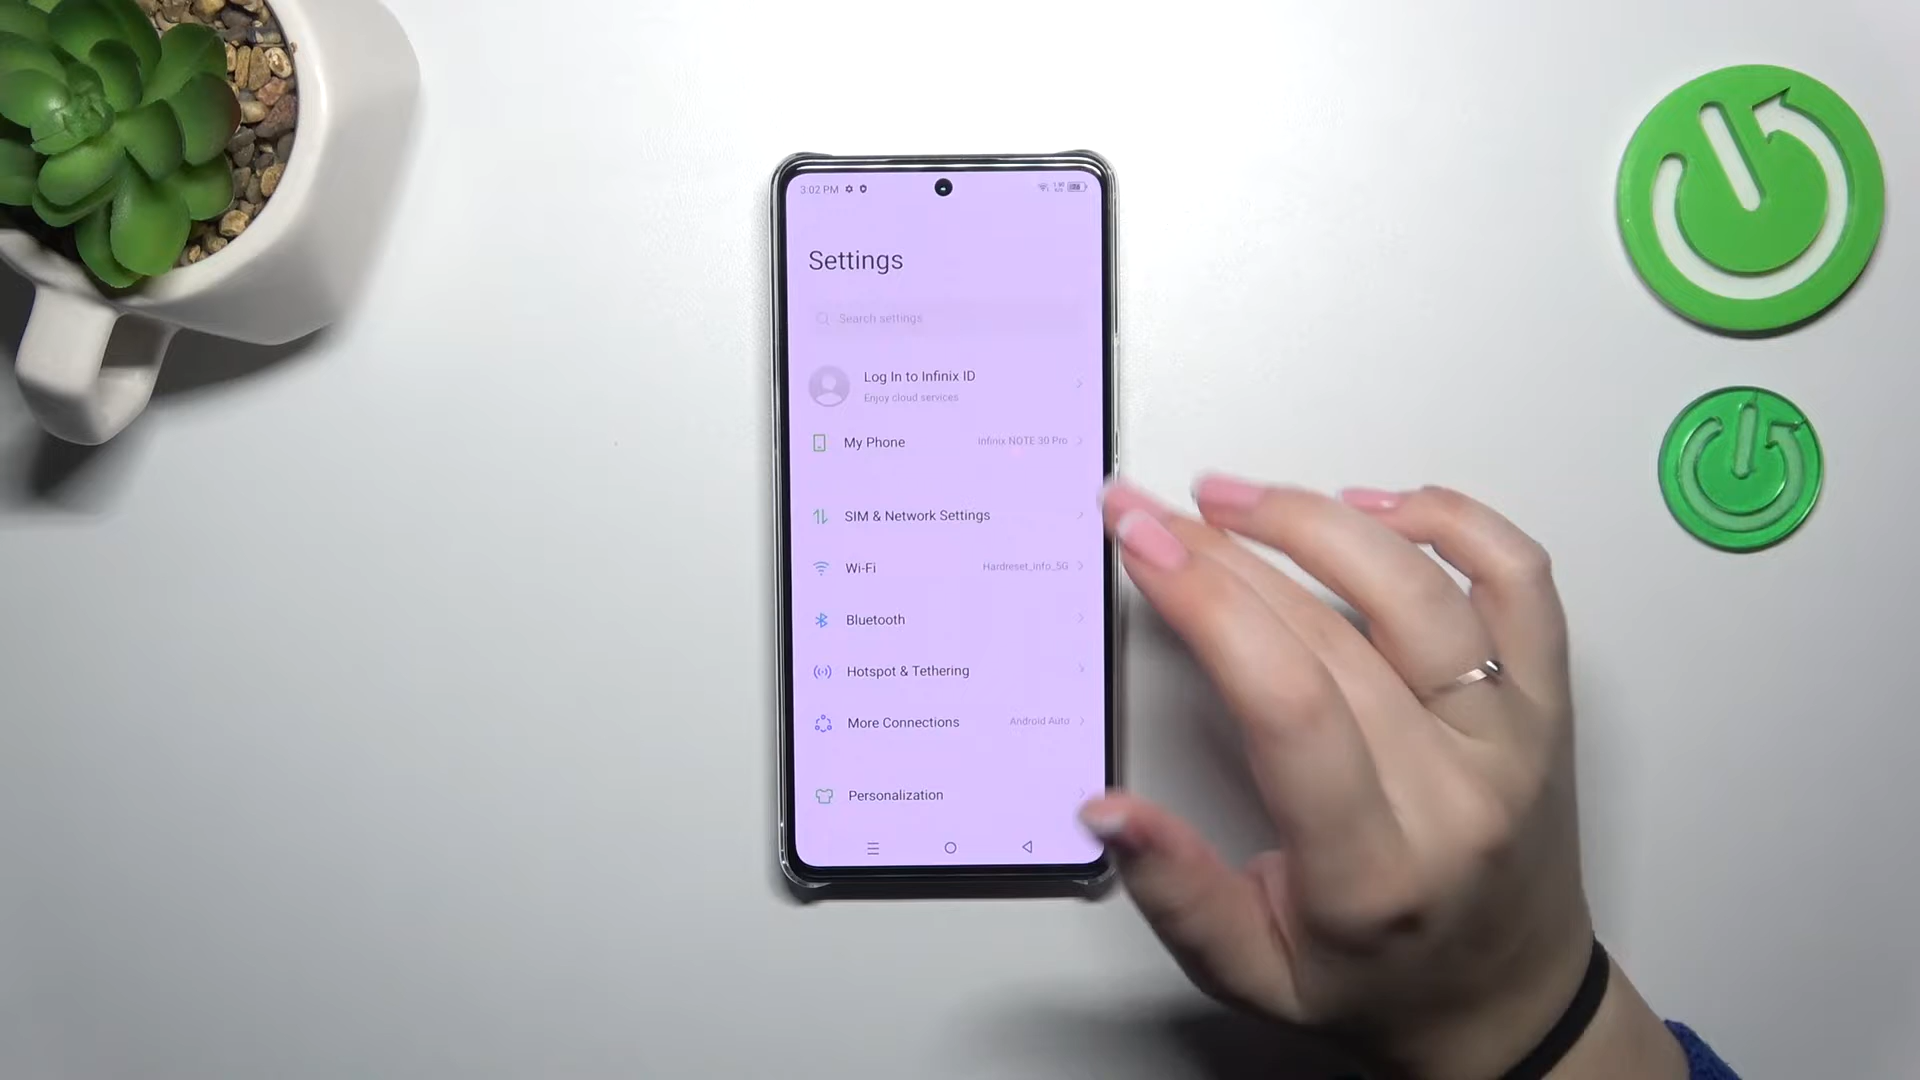 3:02 PM
Settings
Search settings
Log In to Infinix ID
Enjoy cloud services
My Phone Infinix NOTE 30 Pro
SIM & Network Settings
Wi-Fi Hardreset_info_5G
Bluetooth
Hotspot & Tethering
More Connections Android Auto
Personalization